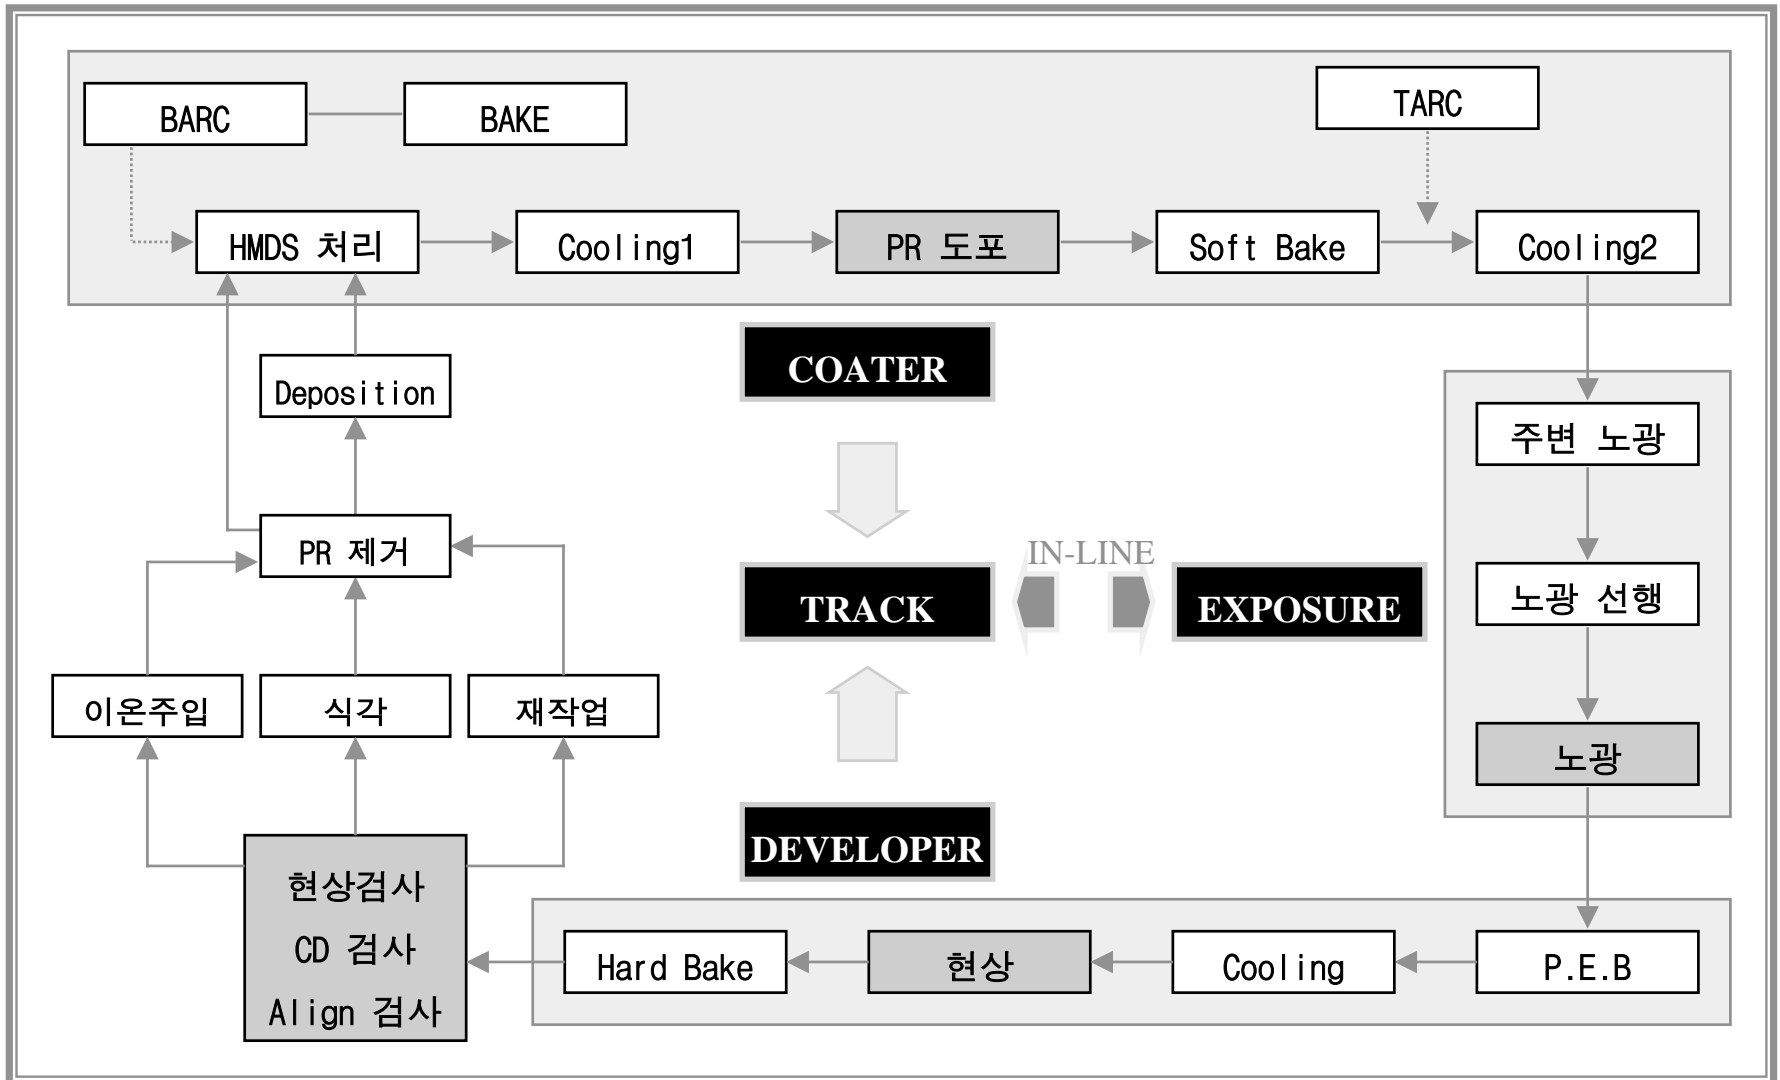 BARC
BAKE
TARC
HMDS 처리
Cooling1
PR 도포
Soft Bake
Cooling2
COATER
Deposition
주변 노광
PR 제거
IN-LINE
TRACK
EXPOSURE
노광 선행
이온주입
식각
재작업
노광
DEVELOPER
현상검사
CD 검사
Align 검사
Hard Bake
현상
Cooling
P.E.B